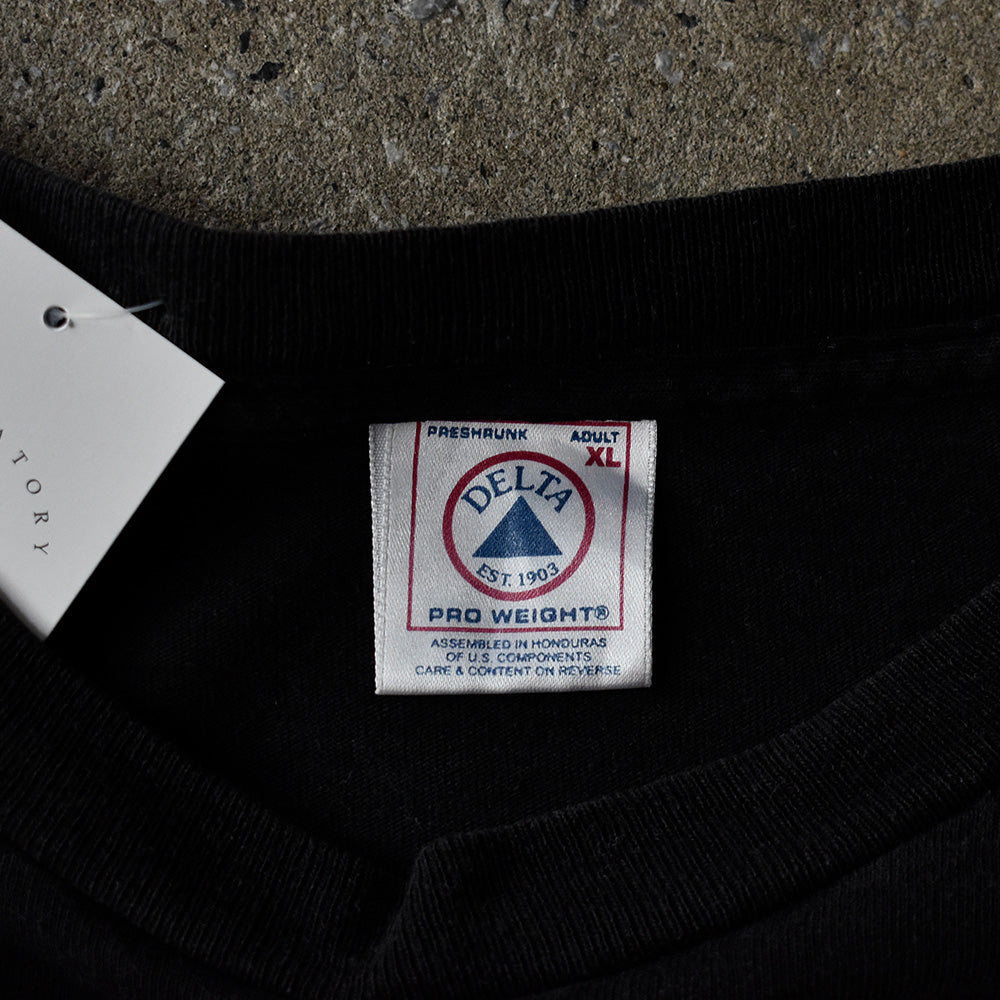 ATORY
PRESHRUNK ADULT
XL
DELTA
EST. 1903
PRO WEIGHT®
ASSEMBLED IN HONDURAS
OF U.S. COMPONENTS
CARE & CONTENT ON REVERSE